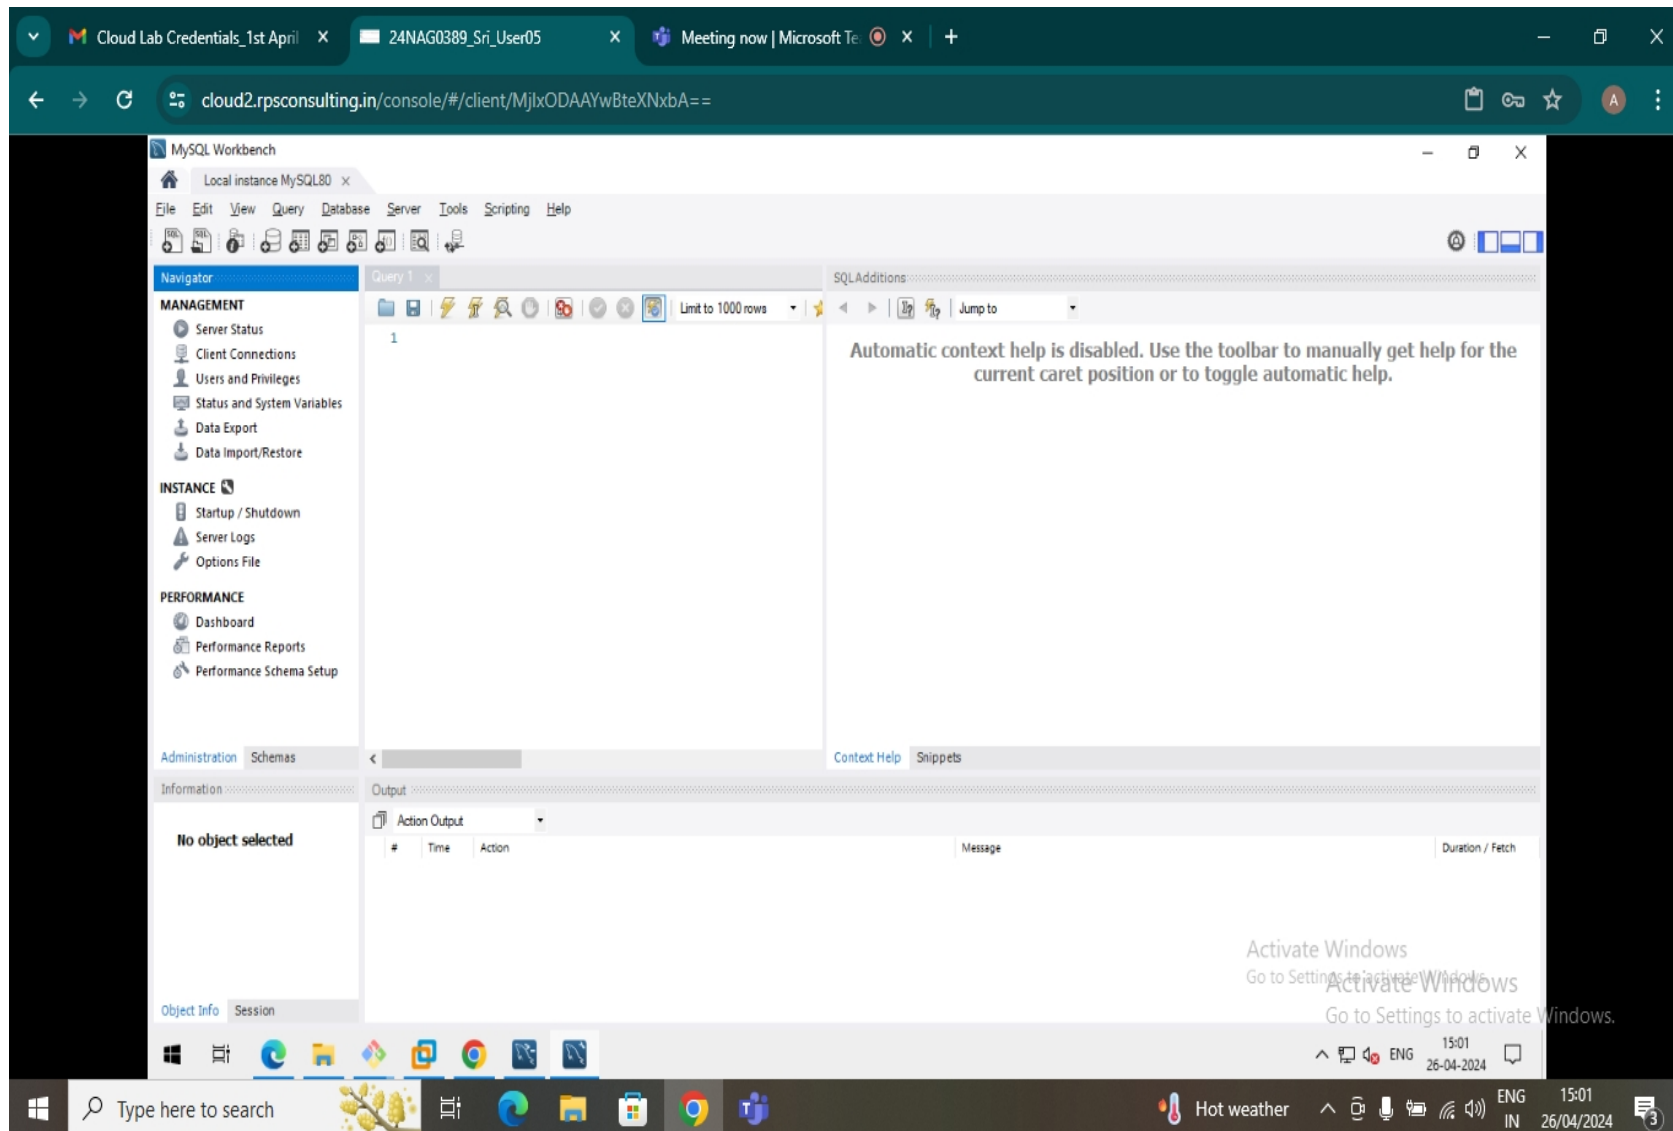 Cloud Lab Credentials_1st April
24NAG0389_Sri_User05
Meeting now | Microsoft Te
cloud2.rpsconsulting.in/console/#/client/MjIxODAAYwBteXNxbA==
A
MySQL Workbench
Local instance MySQL80
File Edit View Query Database Server Tools Scripting Help
Navigator
MANAGEMENT
Server Status
Client Connections
Users and Privileges
Status and System Variables
Data Export
Data Import/Restore
INSTANCE
Startup / Shutdown
Server Logs
Options File
PERFORMANCE
Dashboard
Performance Reports
Performance Schema Setup
Administration Schemas
Query 1
Limit to 1000 rows
1
SQLAdditions
Jump to
Automatic context help is disabled. Use the toolbar to manually get help for the
current caret position or to toggle automatic help.
Context Help Snippets
Information
No object selected
Object Info Session
Output
Action Output
# Time Action Message Duration / Fetch
Activate Windows
Go to Settings to activate Windows.
Activate Windows
Go to Settings to activate Windows.
ENG
15:01
26-04-2024
Type here to search
Hot weather
ENG
IN
15:01
26/04/2024
3